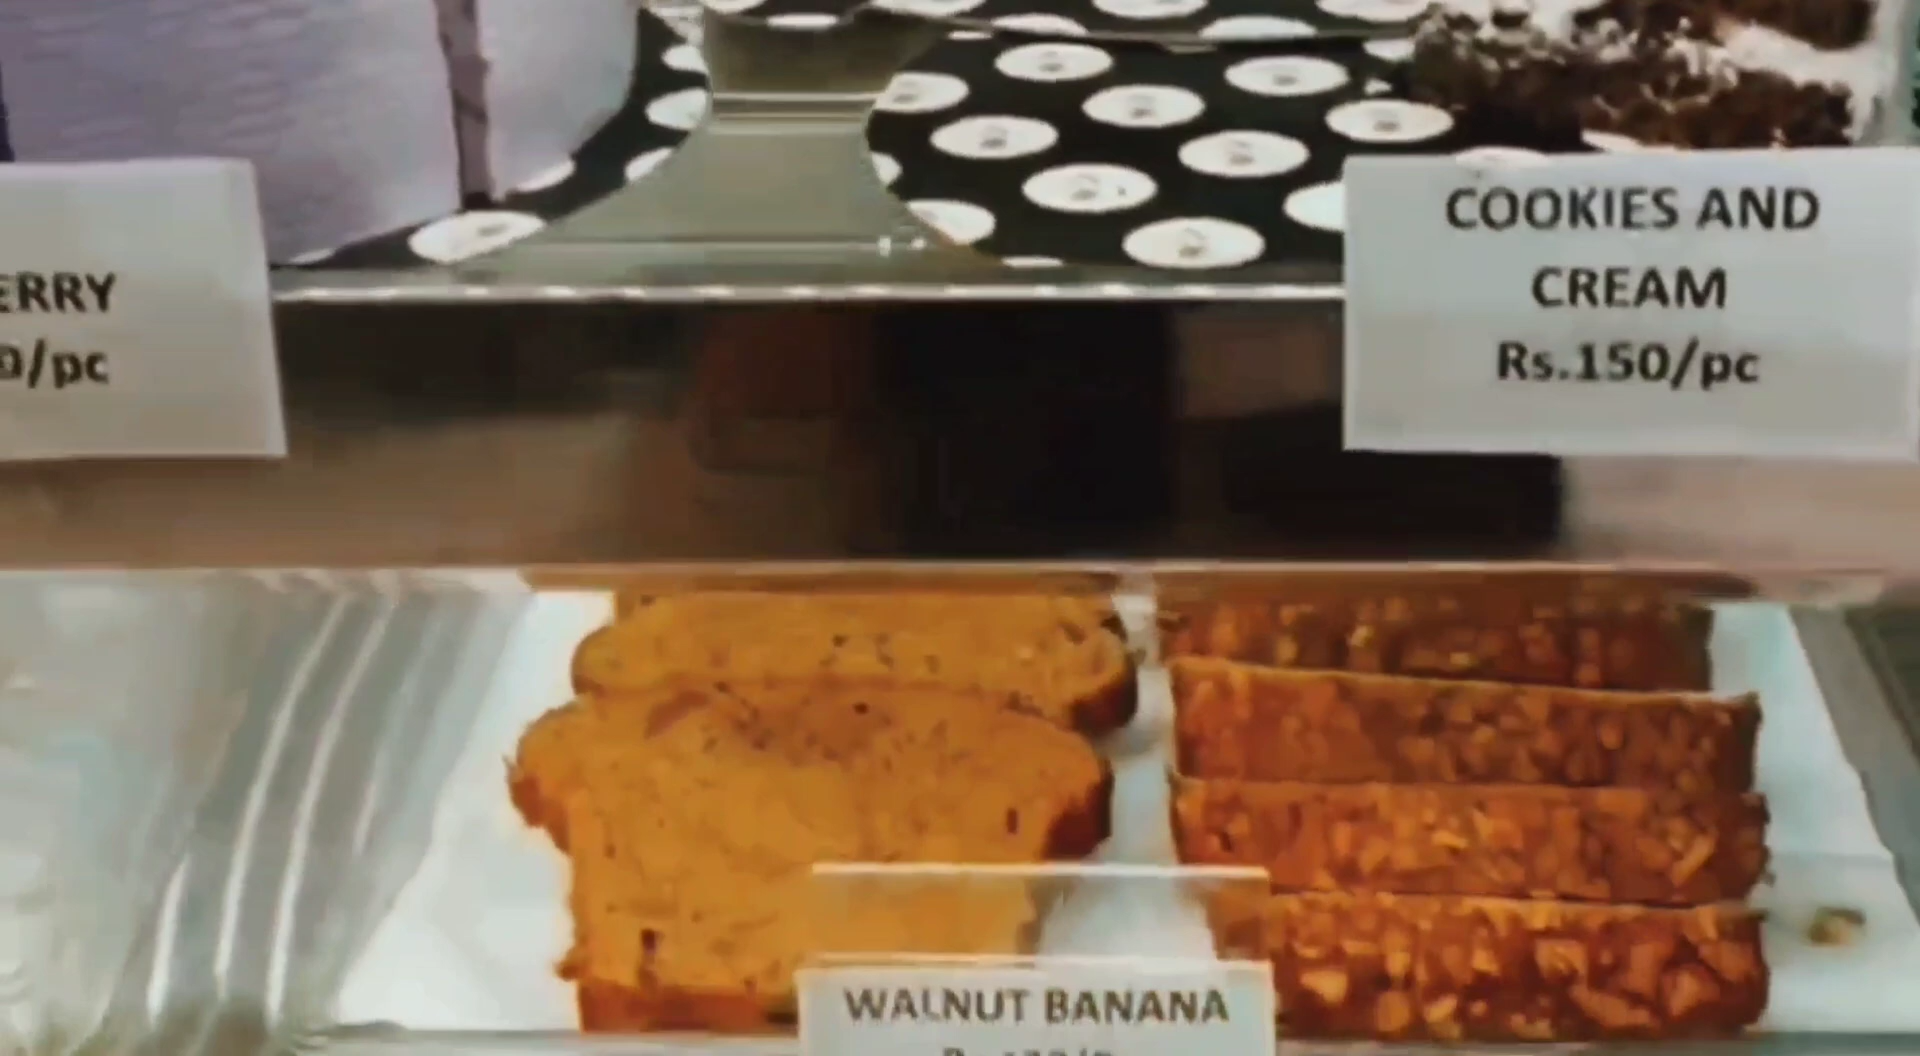 ERRY
0/pc
COOKIES AND
CREAM
Rs.150/pc
WALNUT BANANA